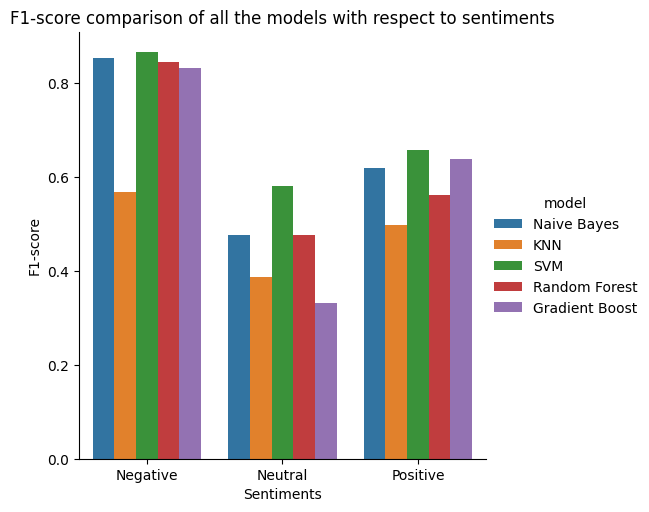 F1-score comparison of all the models with respect to sentiments
0.8
0.6
0.4
0.2
0.0
F1-score
Negative
Neutral
Positive
Sentiments
model
Naive Bayes
KNN
SVM
Random Forest
Gradient Boost